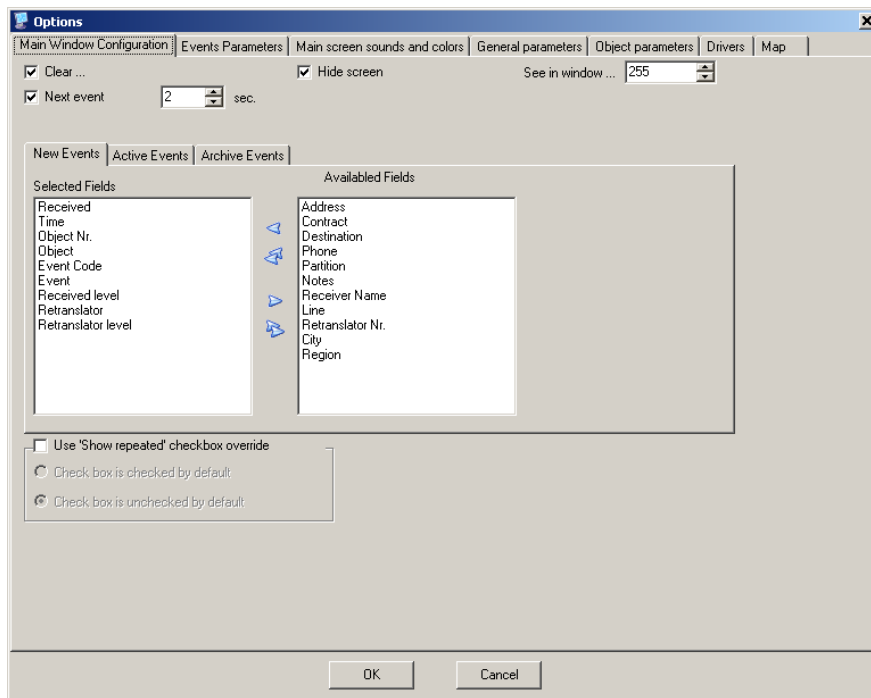 Options
Main Window Configuration Events Parameters Main screen sounds and colors General parameters Object parameters Drivers Map
Clear ... Hide screen See in window ... 255
Next event 2 sec.
New Events Active Events Archive Events
Selected Fields Availabled Fields
Received Address
Time Contract
Object Nr. Destination
Object Phone
Event Code Partition
Event Notes
Received level Receiver Name
Retranslator Line
Retranslator level Retranslator Nr.
City
Region
Use 'Show repeated' checkbox override
Check box is checked by default
Check box is unchecked by default
OK Cancel